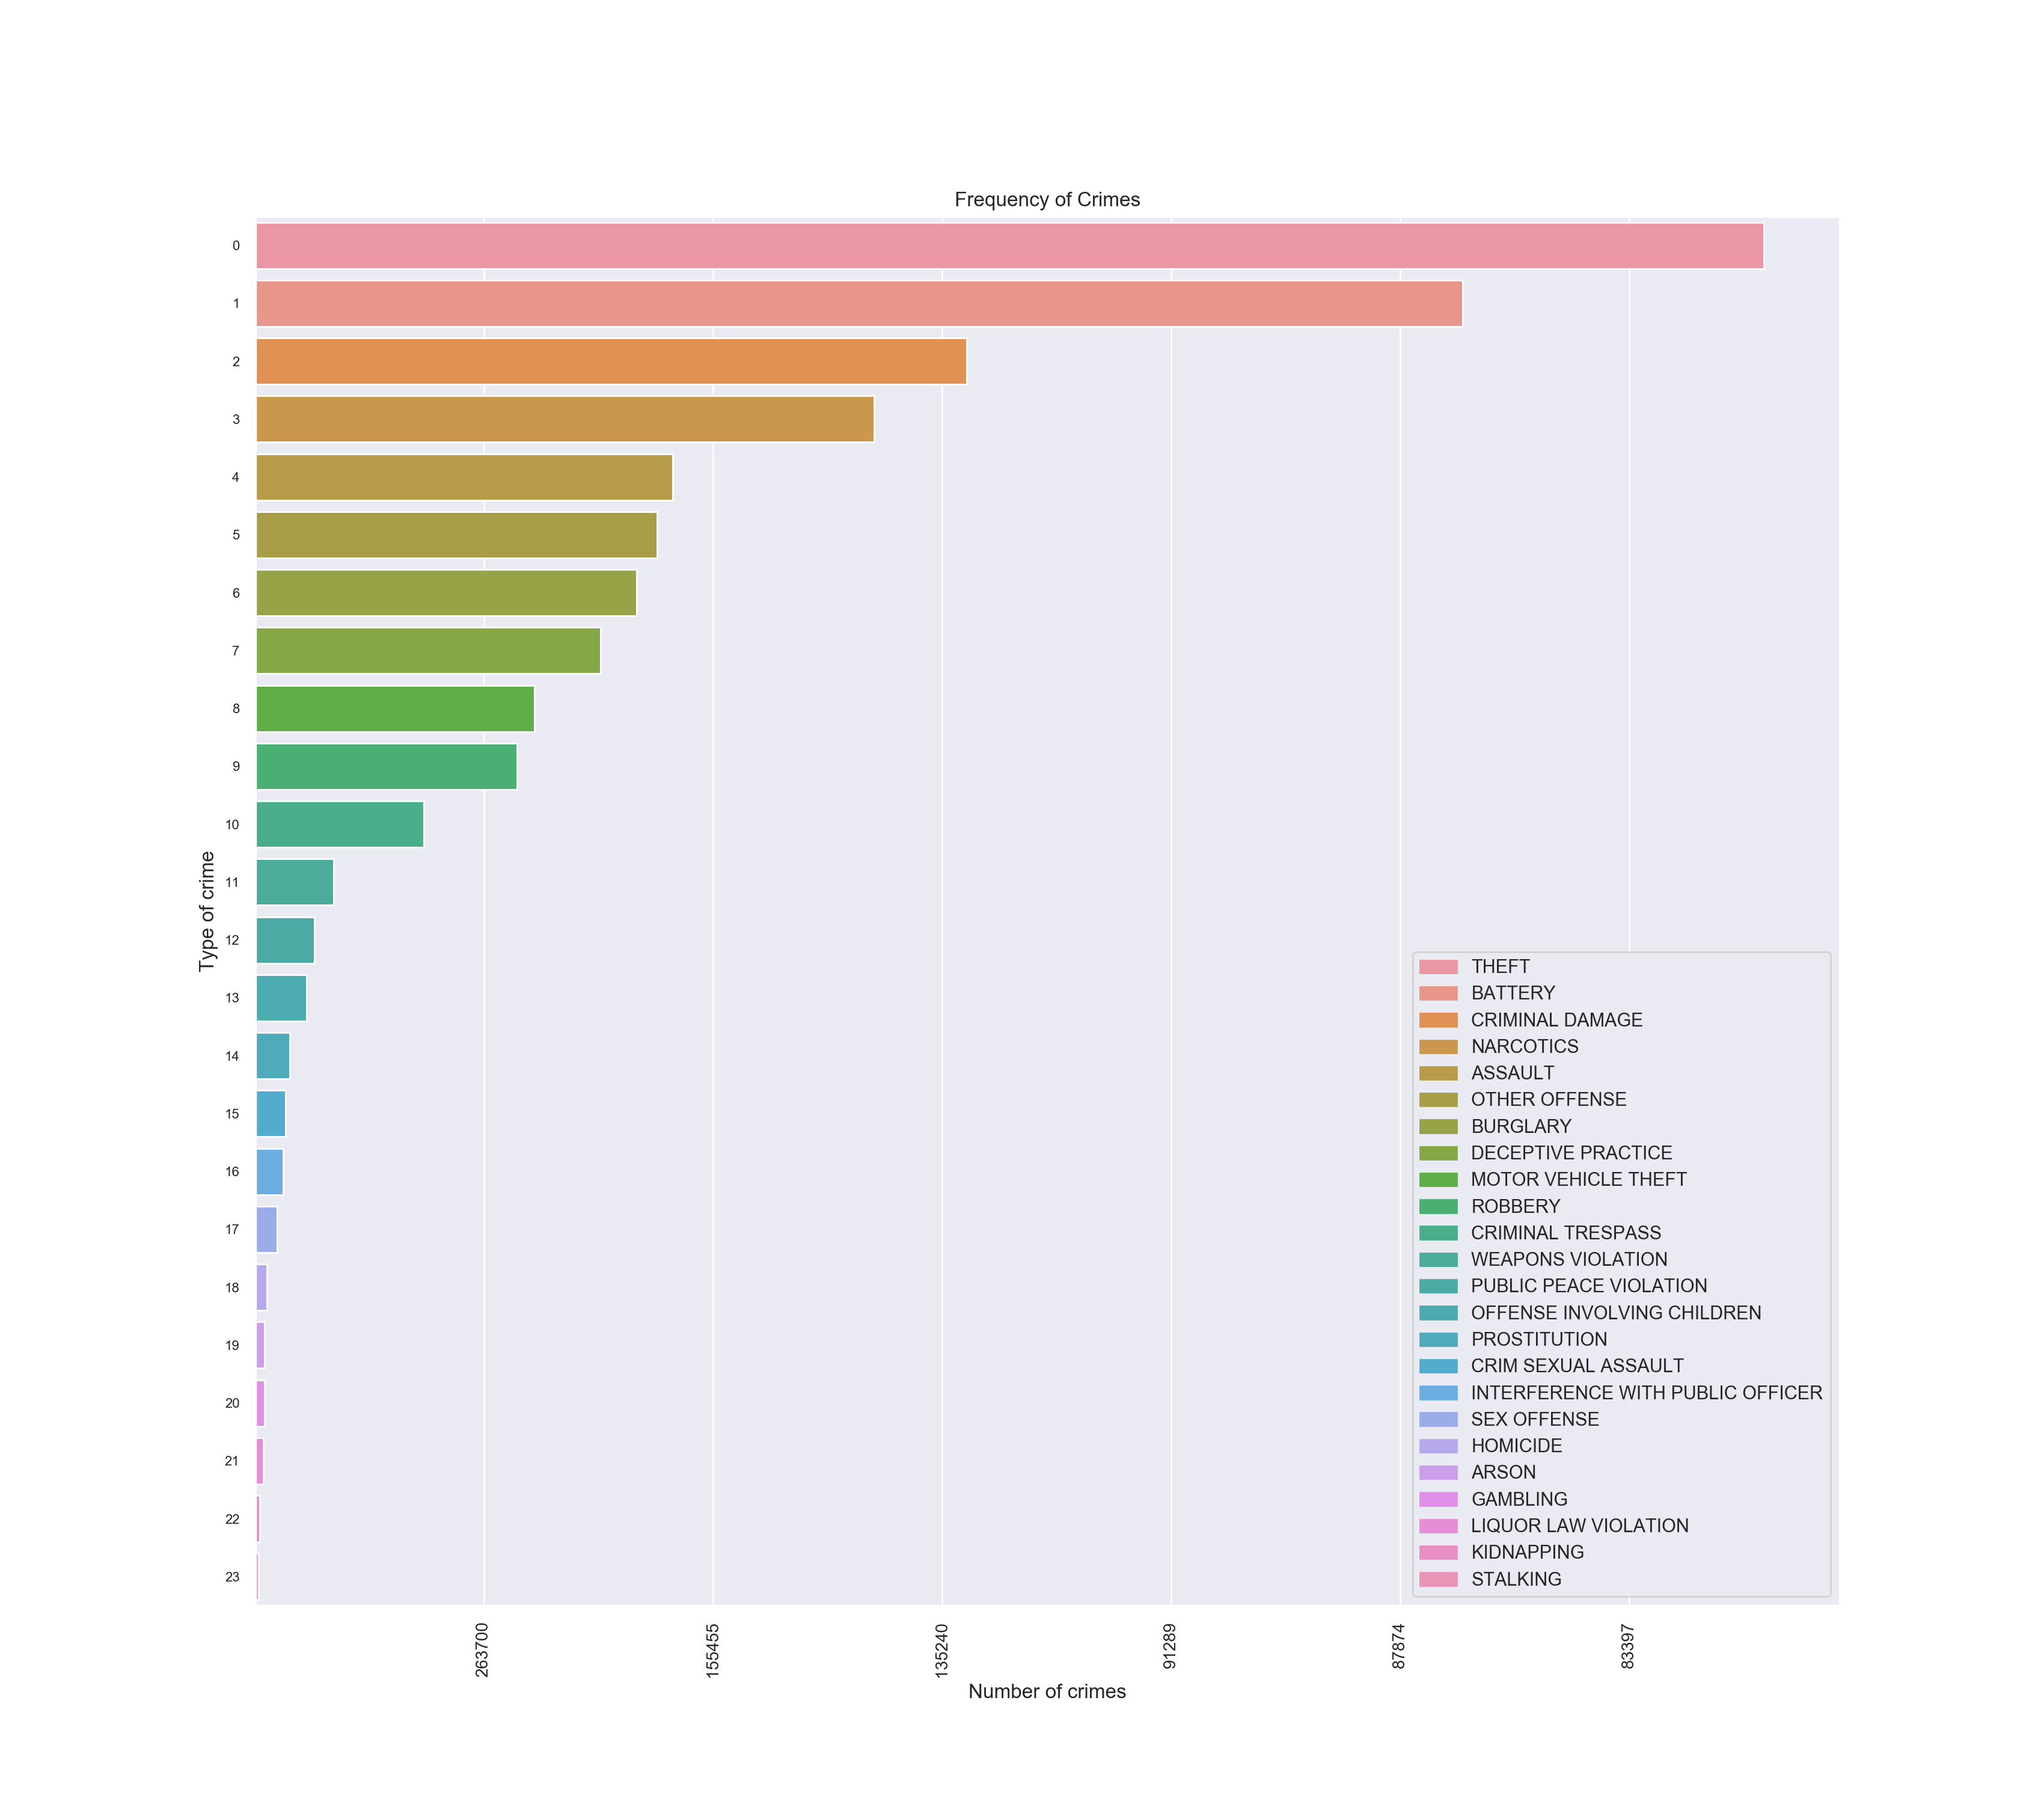 Frequency of Crimes
0
1
2
3
4
5
6
7
8
9
10
11
12
13
14
15
16
17
18
19
20
21
22
23
Type of crime
THEFT
BATTERY
CRIMINAL DAMAGE
NARCOTICS
ASSAULT
OTHER OFFENSE
BURGLARY
DECEPTIVE PRACTICE
MOTOR VEHICLE THEFT
ROBBERY
CRIMINAL TRESPASS
WEAPONS VIOLATION
PUBLIC PEACE VIOLATION
OFFENSE INVOLVING CHILDREN
PROSTITUTION
CRIM SEXUAL ASSAULT
INTERFERENCE WITH PUBLIC OFFICER
SEX OFFENSE
HOMICIDE
ARSON
GAMBLING
LIQUOR LAW VIOLATION
KIDNAPPING
STALKING
263700
155455
135240
91289
87874
83397
Number of crimes